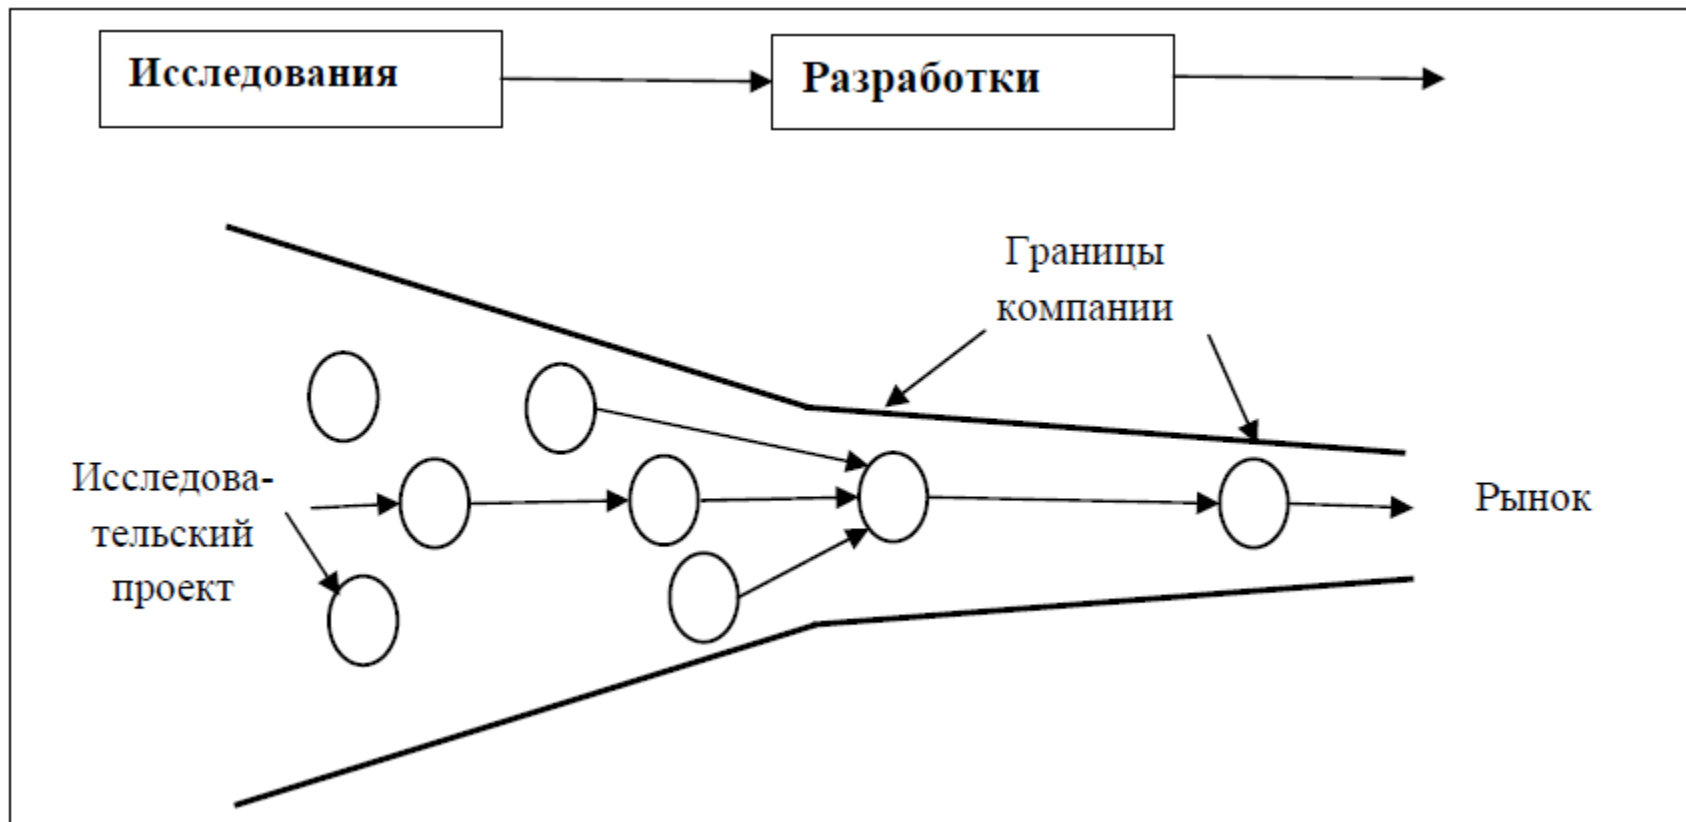 Исследования
Разработки
Границы
компании
Исследова-
тельский
проект
Рынок